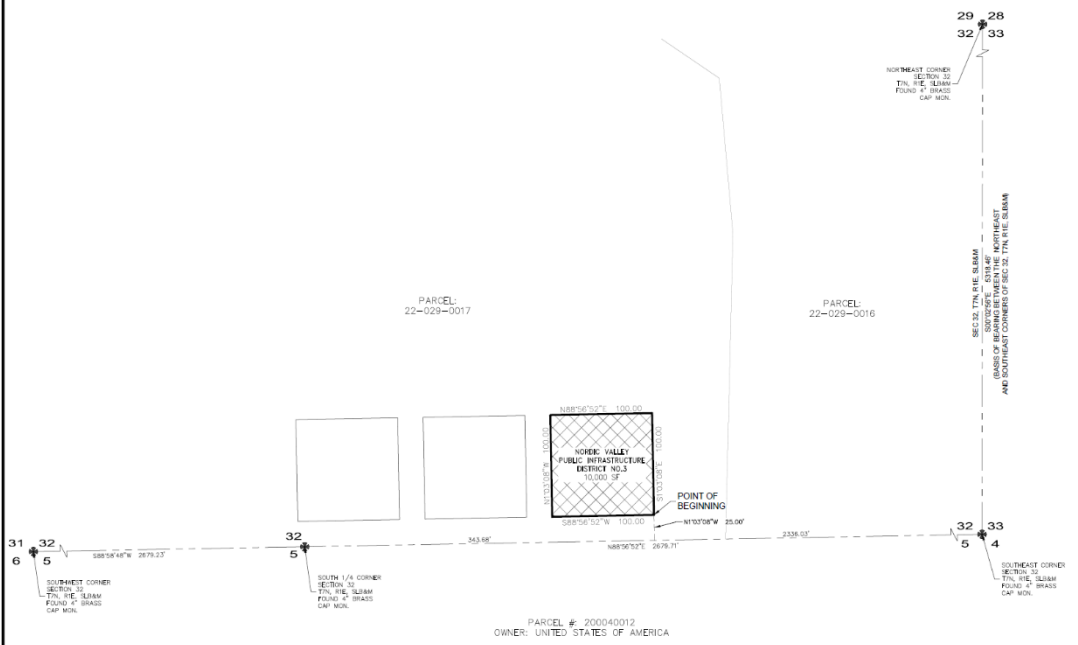 29 28
32 33
NORTHEAST CORNER
SECTION 32
T7N, R1E, SLB&M
FOUND 4" BRASS
CAP MON.
SEC 32, T7N, R1E, SLB&M
S00°02'56"E 5318.46'
(BASIS OF BEARING BETWEEN THE NORTHEAST
AND SOUTHEAST CORNERS OF SEC 32, T7N, R1E, SLB&M)
PARCEL:
22-029-0017
PARCEL:
22-029-0016
N88°56'52"E 100.00
N1°03'08"W 100.00
NORDIC VALLEY
PUBLIC INFRASTRUCTURE
DISTRICT NO.3
10,000 SF
S1°03'08"E 100.00
S88°56'52"W 100.00
POINT OF
BEGINNING
N1°03'08"W 25.00'
31 32
6 5
S88°58'48"W 2679.23'
32
5
343.68'
N88°56'52"E 2679.71'
2336.03'
32 33
5 4
SOUTHWEST CORNER
SECTION 32
T7N, R1E, SLB&M
FOUND 4" BRASS
CAP MON.
SOUTH 1/4 CORNER
SECTION 32
T7N, R1E, SLB&M
FOUND 4" BRASS
CAP MON.
SOUTHEAST CORNER
SECTION 32
T7N, R1E, SLB&M
FOUND 4" BRASS
CAP MON.
PARCEL #: 200040012
OWNER: UNITED STATES OF AMERICA